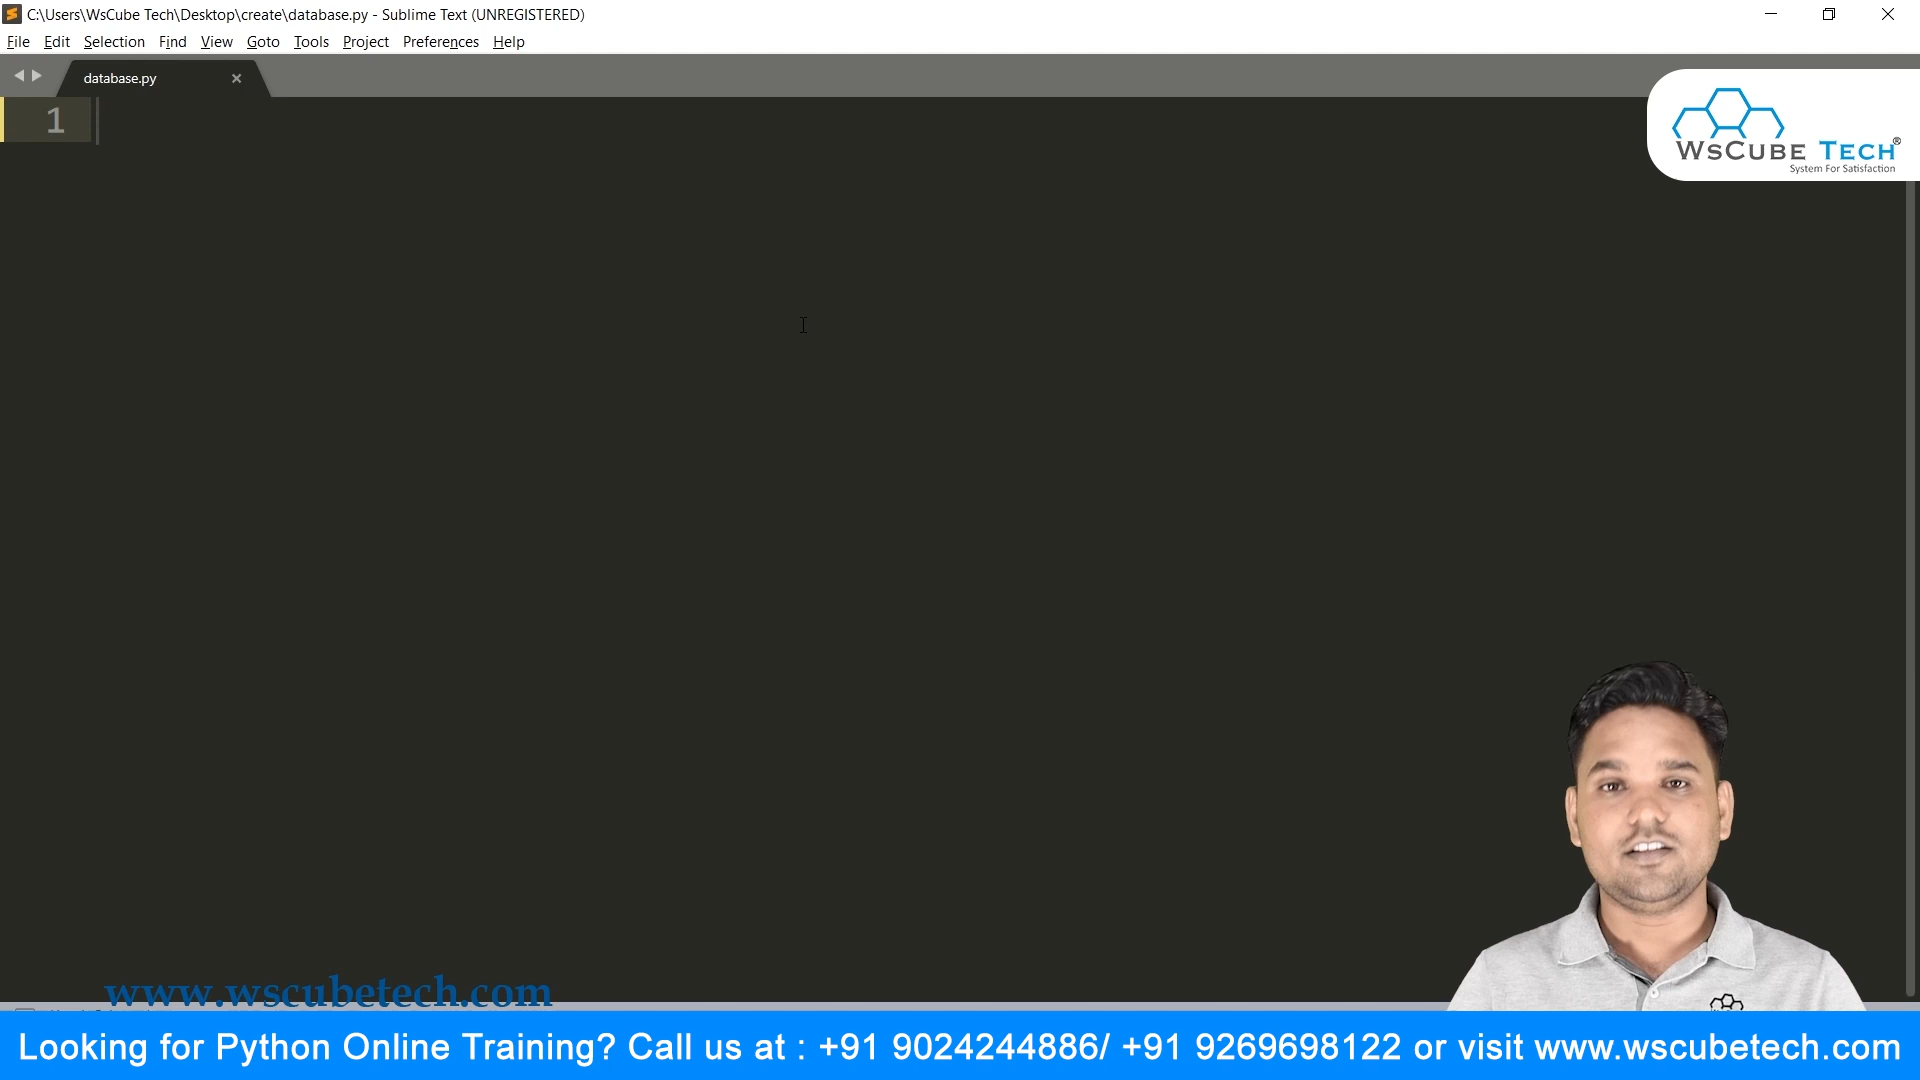 C:\Users\WsCube Tech\Desktop\create\database.py - Sublime Text (UNREGISTERED)
File Edit Selection Find View Goto Tools Project Preferences Help
database.py
1
WsCube Tech®
System For Satisfaction
www.wscubetech.com
Looking for Python Online Training? Call us at : +91 9024244886/ +91 9269698122 or visit www.wscubetech.com